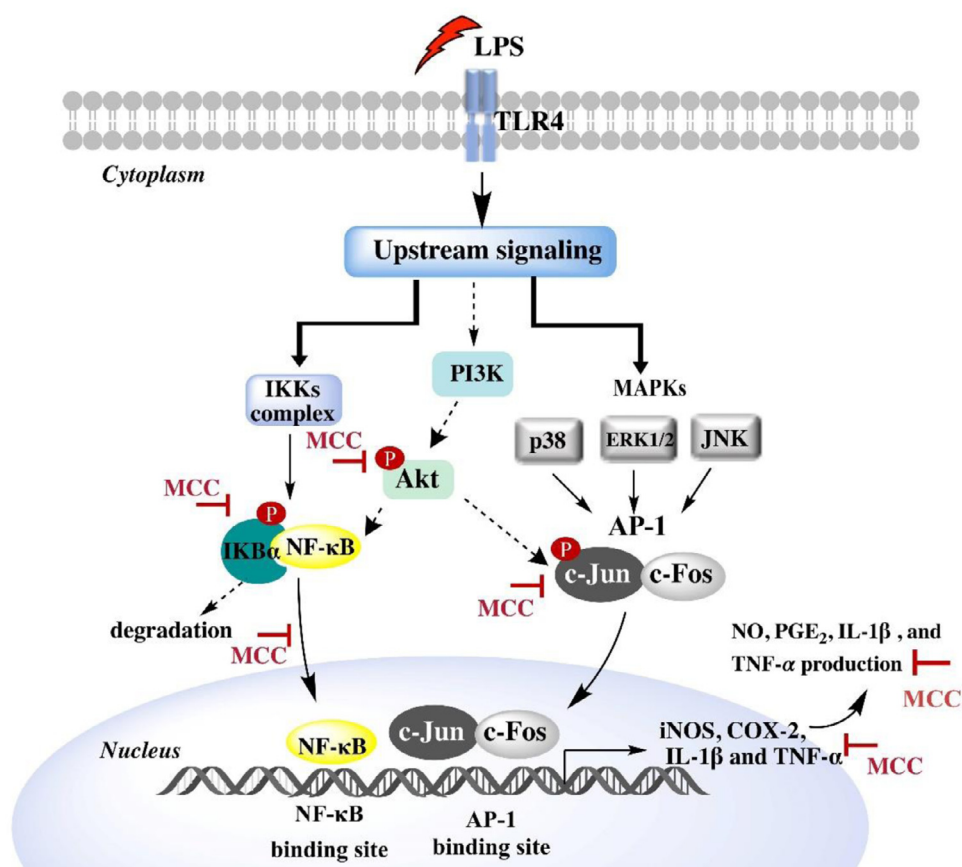 LPS
TLR4
Cytoplasm
Upstream signaling
IKKs
complex
PI3K
MAPKs
p38
ERK1/2
JNK
MCC
P
Akt
MCC
P
IKBα
NF-κB
AP-1
P
c-Jun
c-Fos
MCC
degradation
MCC
NO, PGE₂, IL-1β , and
TNF-α production
MCC
Nucleus
NF-κB
c-Jun
c-Fos
iNOS, COX-2,
IL-1β and TNF-α
MCC
NF-κB
binding site
AP-1
binding site